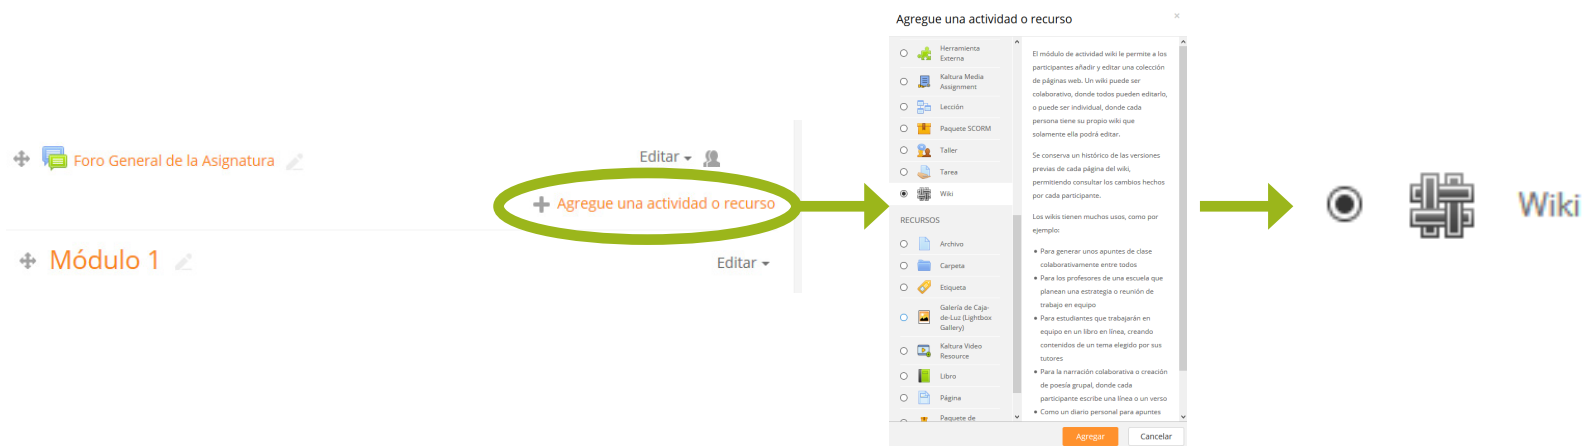 Foro General de la Asignatura
Editar
Agregue una actividad o recurso
Módulo 1
Editar
Agregue una actividad o recurso
×
Herramienta
Externa
Kaltura Media
Assignment
Lección
Paquete SCORM
Taller
Tarea
Wiki
RECURSOS
Archivo
Carpeta
Etiqueta
Galería de Caja-
de-Luz (Lightbox
Gallery)
Kaltura Video
Resource
Libro
Página
Paquete de
El módulo de actividad wiki le permite a los
participantes añadir y editar una colección
de páginas web. Un wiki puede ser
colaborativo, donde todos pueden editarlo,
o puede ser individual, donde cada
persona tiene su propio wiki que
solamente ella podrá editar.
Se conserva un histórico de las versiones
previas de cada página del wiki,
permitiendo consultar los cambios hechos
por cada participante.
Los wikis tienen muchos usos, como por
ejemplo:
• Para generar unos apuntes de clase
colaborativamente entre todos
• Para los profesores de una escuela que
planean una estrategia o reunión de
trabajo en equipo
• Para estudiantes que trabajarán en
equipo en un libro en línea, creando
contenidos de un tema elegido por sus
tutores
• Para la narración colaborativa o creación
de poesía grupal, donde cada
participante escribe una línea o un verso
• Como un diario personal para apuntes
Agregar
Cancelar
Wiki